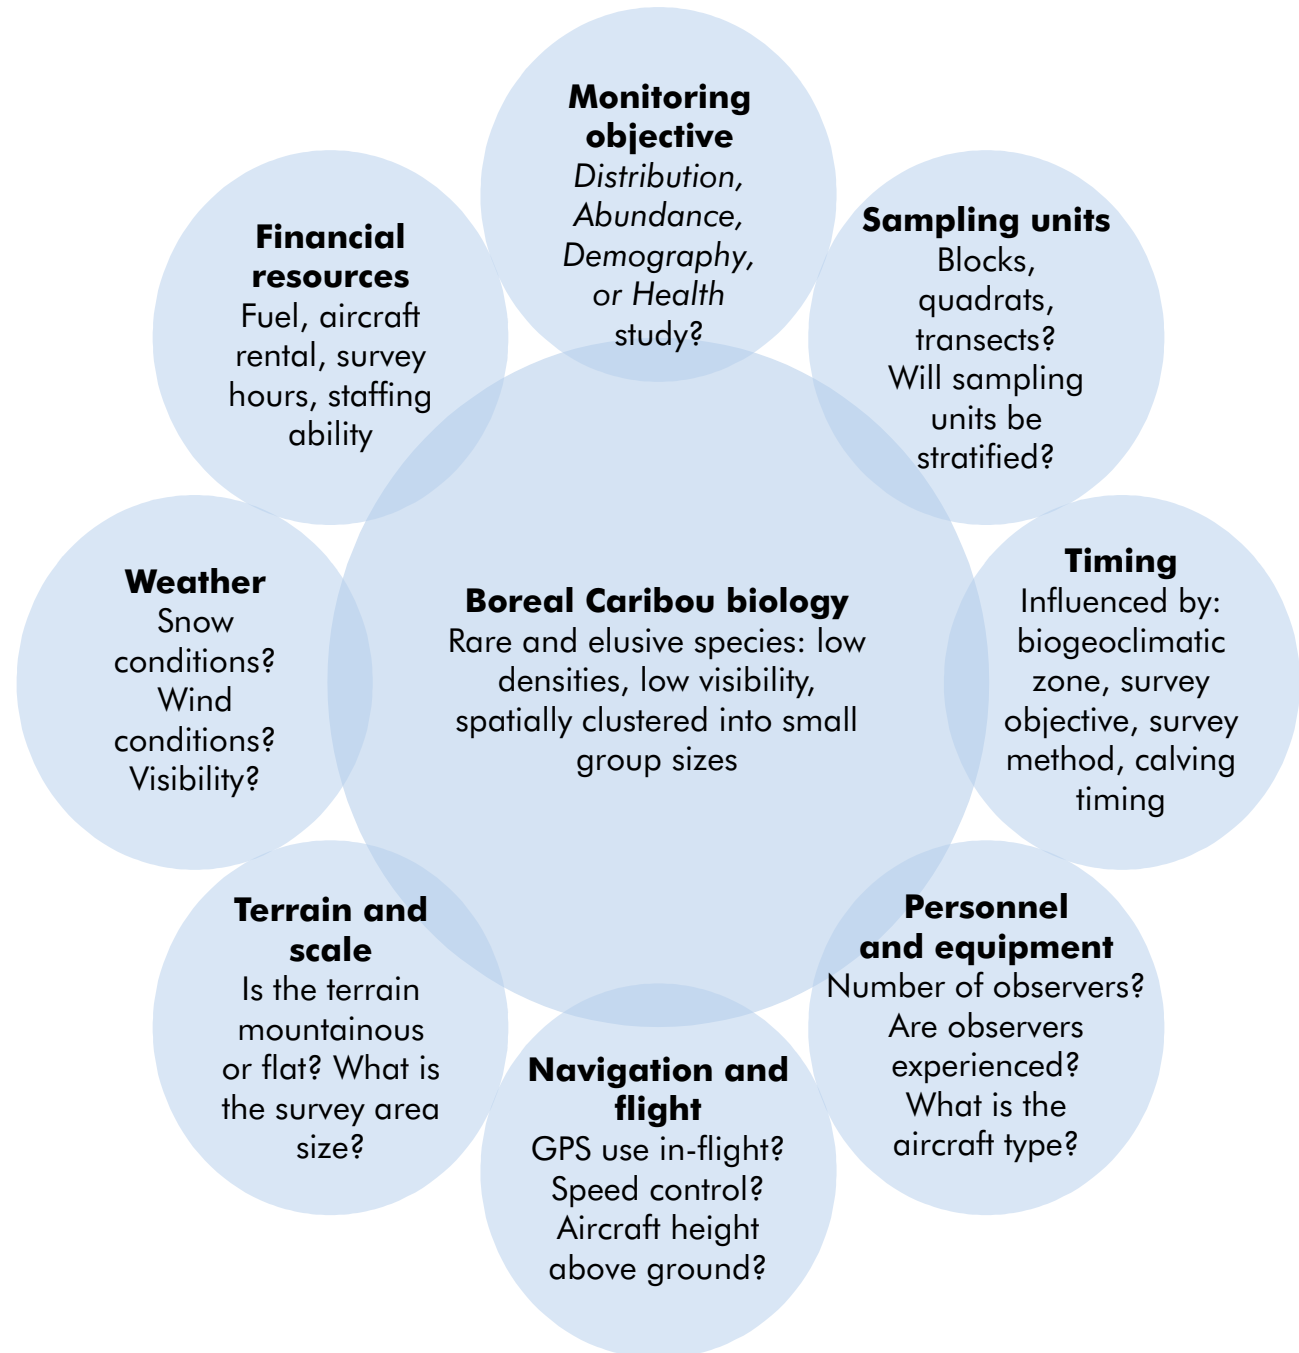 Monitoring
objective
Distribution,
Abundance,
Demography,
or Health
study?
Sampling units
Blocks,
quadrats,
transects?
Will sampling
units be
stratified?
Timing
Influenced by:
biogeoclimatic
zone, survey
objective, survey
method, calving
timing
Personnel
and equipment
Number of observers?
Are observers
experienced?
What is the
aircraft type?
Navigation and
flight
GPS use in-flight?
Speed control?
Aircraft height
above ground?
Terrain and
scale
Is the terrain
mountainous
or flat? What is
the survey area
size?
Weather
Snow
conditions?
Wind
conditions?
Visibility?
Financial
resources
Fuel, aircraft
rental, survey
hours, staffing
ability
Boreal Caribou biology
Rare and elusive species: low
densities, low visibility,
spatially clustered into small
group sizes